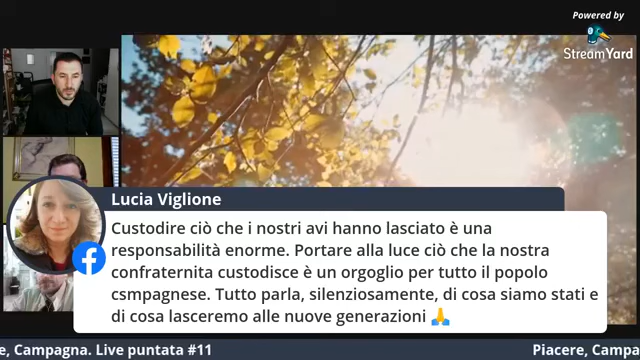 Powered by
StreamYard
Lucia Viglione
Custodire ciò che i nostri avi hanno lasciato è una
responsabilità enorme. Portare alla luce ciò che la nostra
confraternita custodisce è un orgoglio per tutto il popolo
csmpagnese. Tutto parla, silenziosamente, di cosa siamo stati e
di cosa lasceremo alle nuove generazioni 🙏
e, Campagna. Live puntata #11 Piacere, Campa